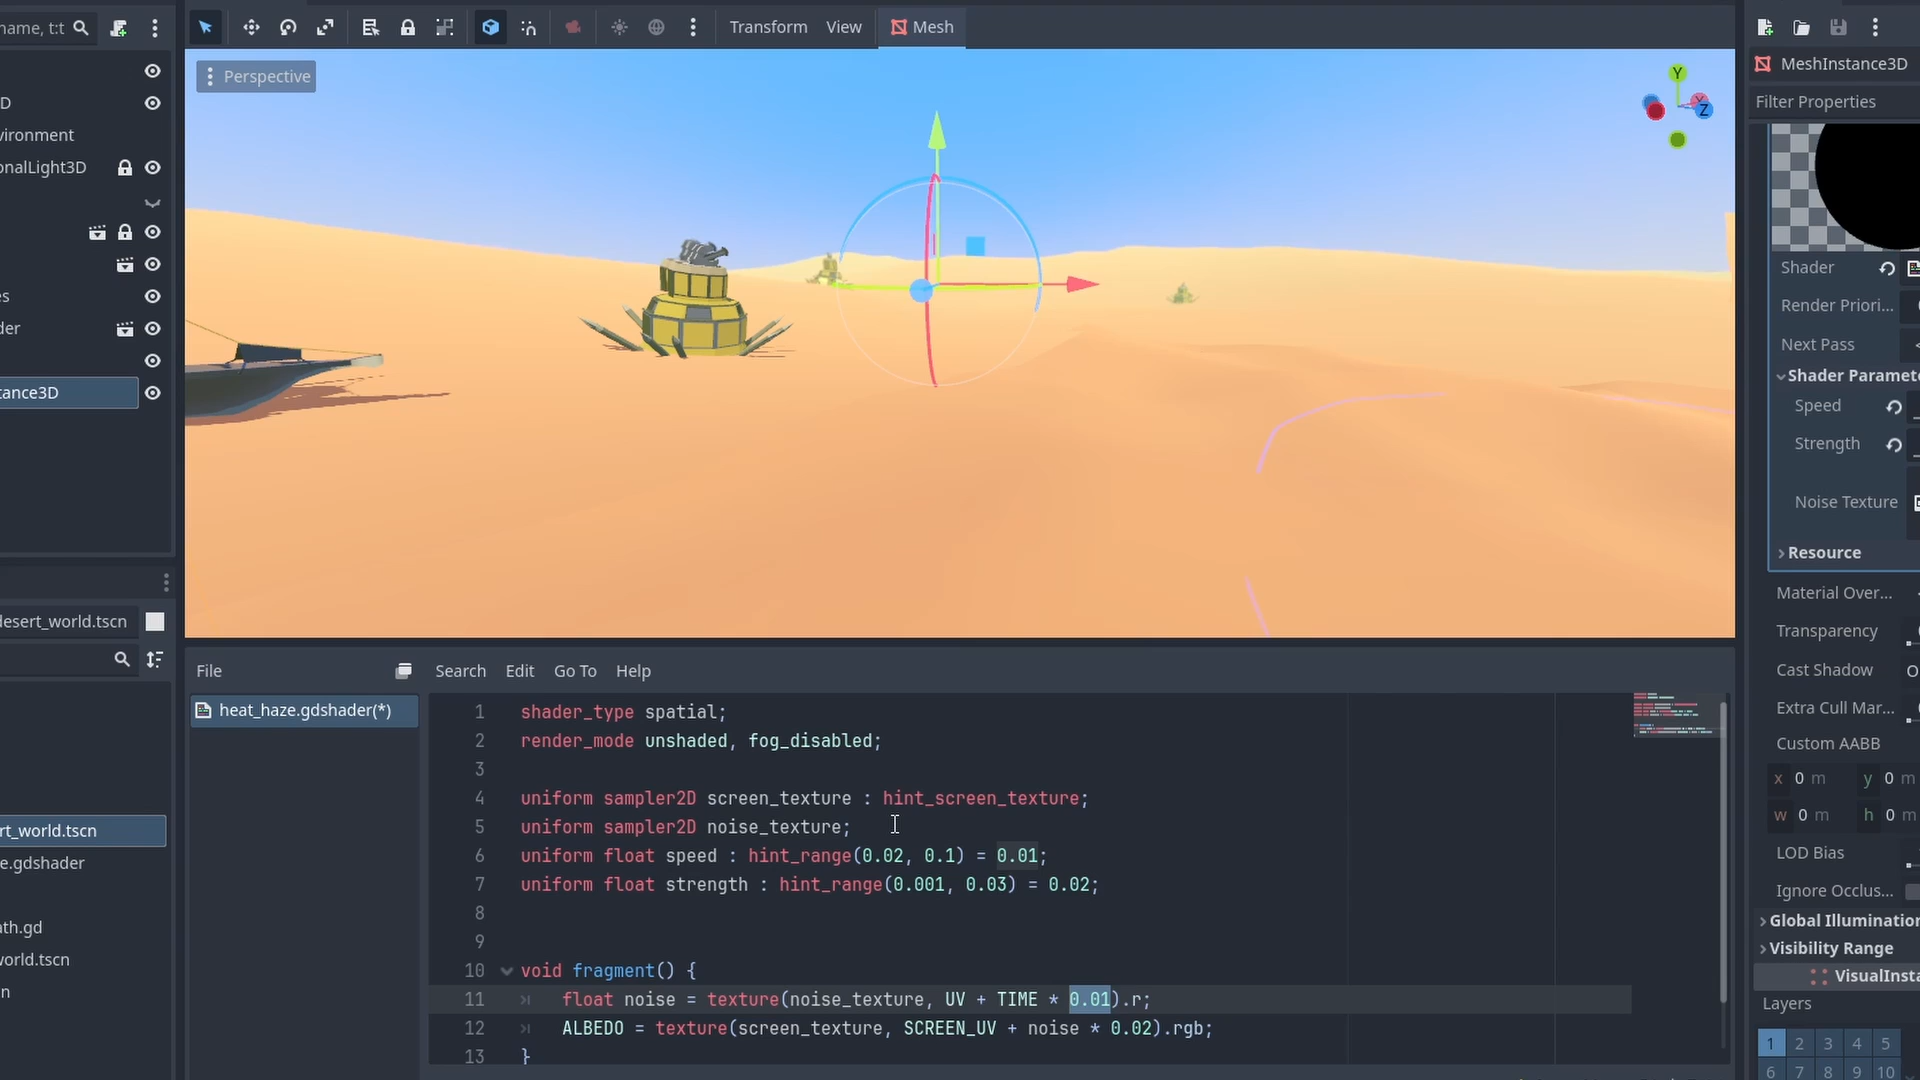 name, t:t
Transform View Mesh
Perspective
Y
Z
D
vironment
onalLight3D
s
der
tance3D
desert_world.tscn
rt_world.tscn
e.gdshader
ath.gd
world.tscn
n
File Search Edit Go To Help
heat_haze.gdshader(*)
1 shader_type spatial;
2 render_mode unshaded, fog_disabled;
3
4 uniform sampler2D screen_texture : hint_screen_texture;
5 uniform sampler2D noise_texture;
6 uniform float speed : hint_range(0.02, 0.1) = 0.01;
7 uniform float strength : hint_range(0.001, 0.03) = 0.02;
8
9
10 void fragment() {
11 float noise = texture(noise_texture, UV + TIME * 0.01).r;
12 ALBEDO = texture(screen_texture, SCREEN_UV + noise * 0.02).rgb;
13 }
MeshInstance3D
Filter Properties
Shader
Render Priori...
Next Pass
Shader Paramet
Speed
Strength
Noise Texture
Resource
Material Over...
Transparency
Cast Shadow O
Extra Cull Mar...
Custom AABB
x 0 m y 0 m
w 0 m h 0 m
LOD Bias
Ignore Occlus...
Global Illumination
Visibility Range
VisualInsta
Layers
1 2 3 4 5
6 7 8 9 10